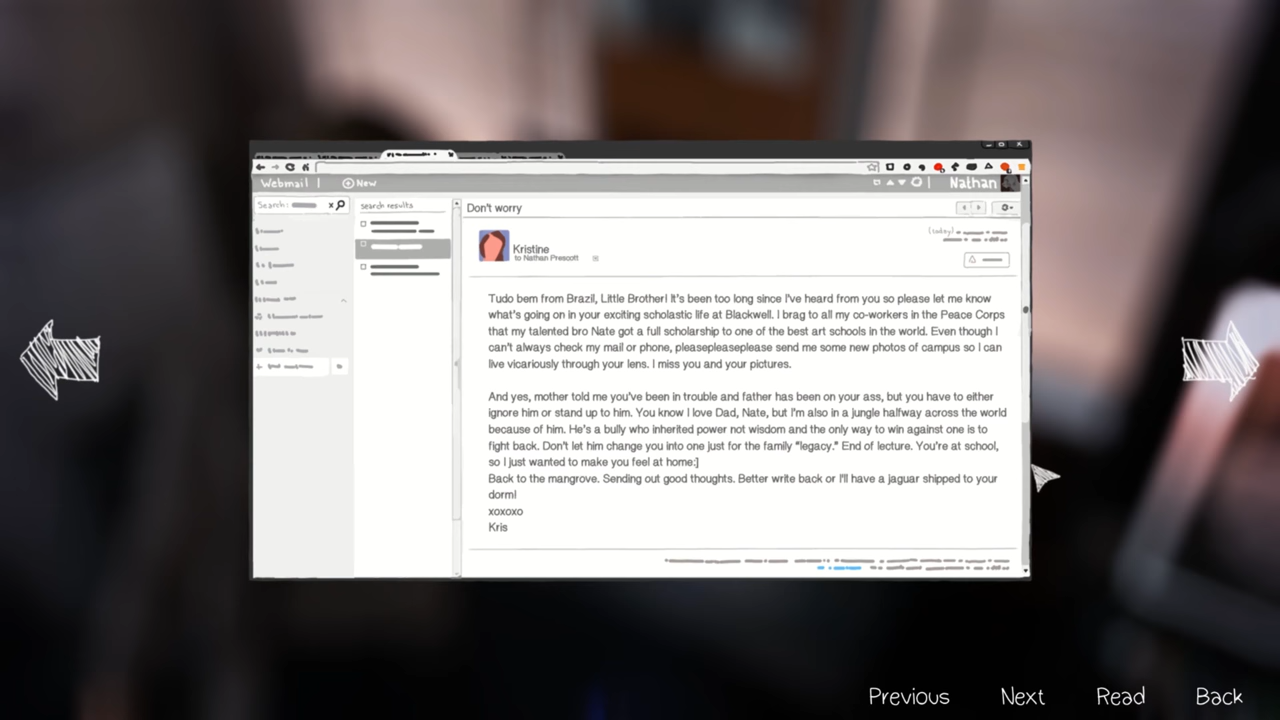 Webmail |
New
Nathan
Search:
x
search results
Don't worry
(today)
Kristine
to Nathan Prescott
Tudo bem from Brazil, Little Brother! It's been too long since I've heard from you so please let me know
what's going on in your exciting scholastic life at Blackwell. I brag to all my co-workers in the Peace Corps
that my talented bro Nate got a full scholarship to one of the best art schools in the world. Even though I
can't always check my mail or phone, pleasepleaseplease send me some new photos of campus so I can
live vicariously through your lens. I miss you and your pictures.
And yes, mother told me you've been in trouble and father has been on your ass, but you have to either
ignore him or stand up to him. You know I love Dad, Nate, but I'm also in a jungle halfway across the world
because of him. He's a bully who inherited power not wisdom and the only way to win against one is to
fight back. Don't let him change you into one just for the family "legacy." End of lecture. You're at school,
so I just wanted to make you feel at home:]
Back to the mangrove. Sending out good thoughts. Better write back or I'll have a jaguar shipped to your
dorm!
xoxoxo
Kris
Previous
Next
Read
Back